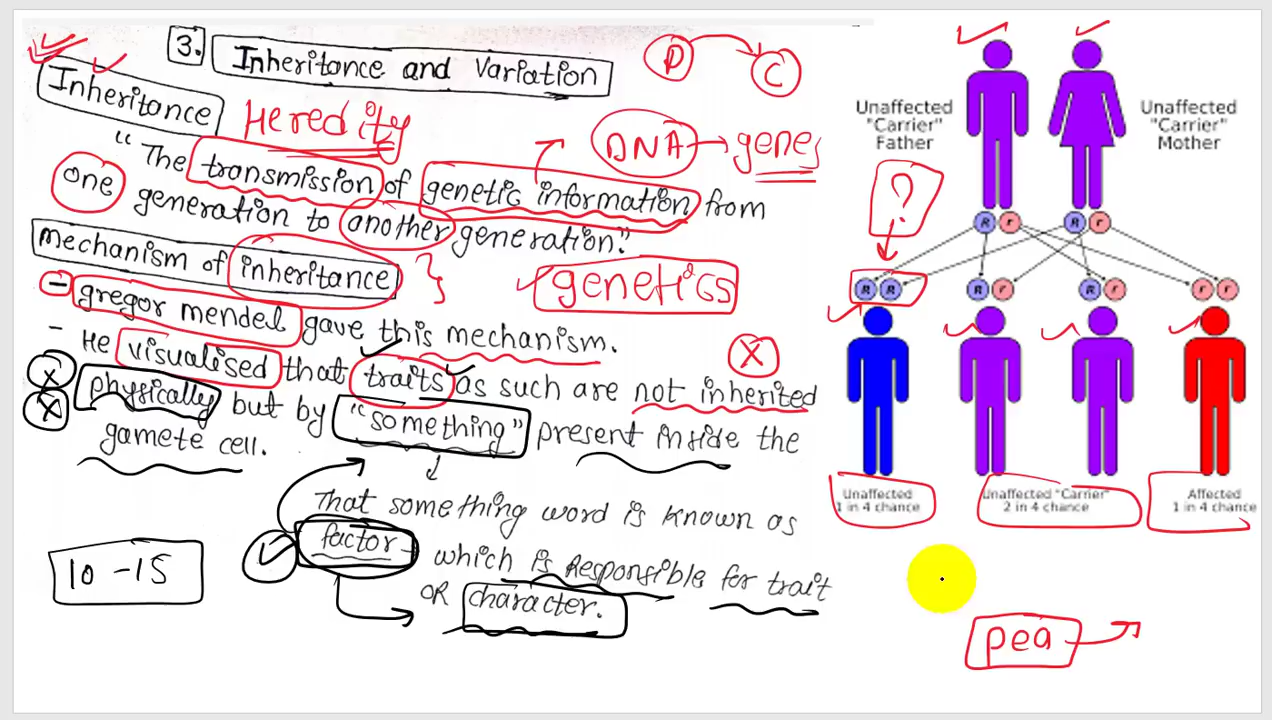 3. Inheritance and Variation
P C
Inheritance
Heredity
DNA → genes
"The transmission of genetic information from
one generation to another generation."
mechanism of inheritance
genetics
- gregor mendel gave this mechanism.
- He visualised that traits as such are not inherited
physically but by "something" present inside the
gamete cell.
That something word is known as
factor which is responsible for trait
OR character.
10 - 15
Unaffected "Carrier" Father
Unaffected "Carrier" Mother
?
R r R r
R R R r R r r r
Unaffected 1 in 4 chance
Unaffected "Carrier" 2 in 4 chance
Affected 1 in 4 chance
pea